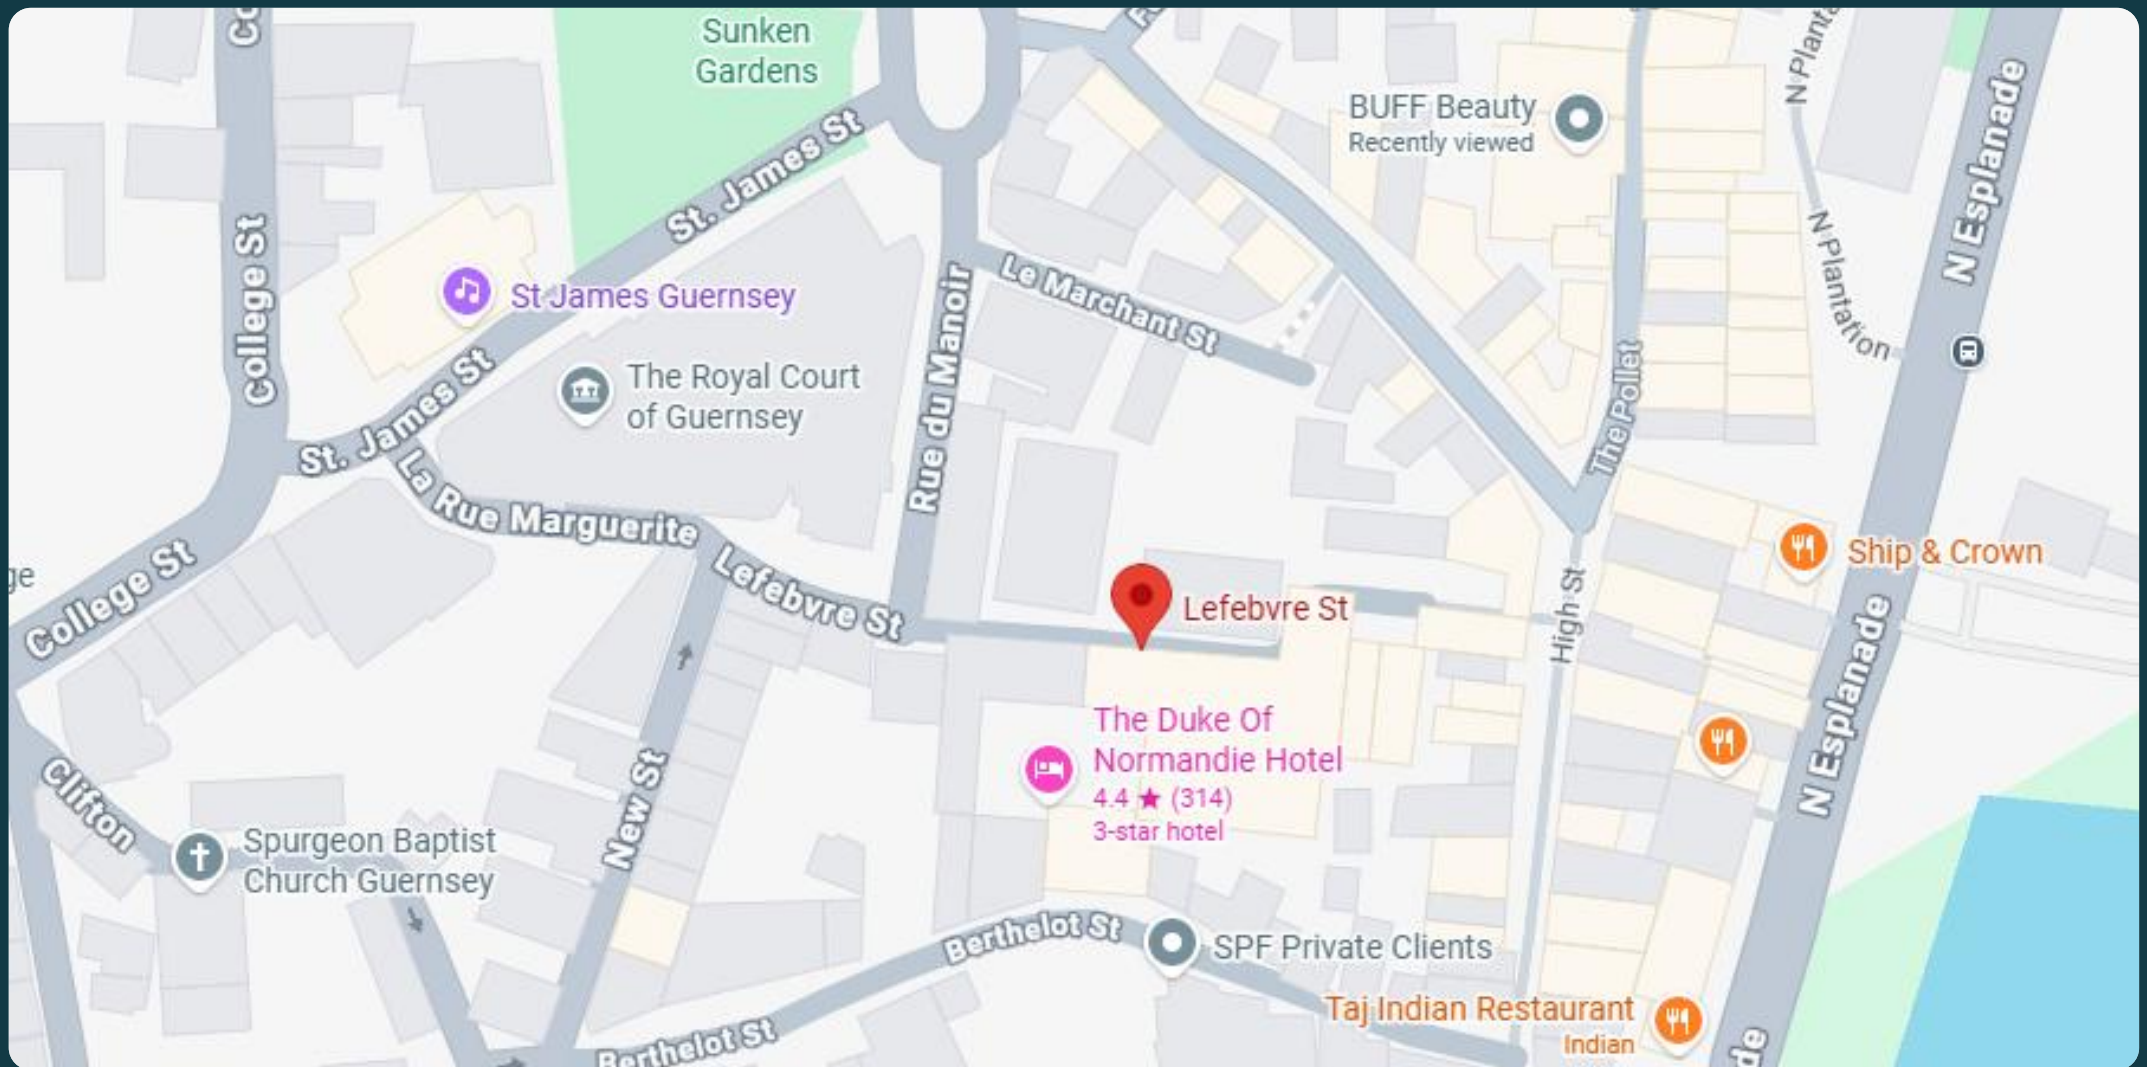 Sunken
Gardens
BUFF Beauty
Recently viewed
N Esplanade
St. James St
College St
N Plantation
St James Guernsey
Le Marchant St
The Royal Court
of Guernsey
Rue du Manoir
The Pollet
St. James St
La Rue Marguerite
Lefebvre St
College St
Ship & Crown
Lefebvre St
High St
N Esplanade
The Duke Of
Normandie Hotel
4.4 ★ (314)
3-star hotel
New St
Clifton
Spurgeon Baptist
Church Guernsey
Berthelot St
SPF Private Clients
Taj Indian Restaurant
Indian
Berthelot St